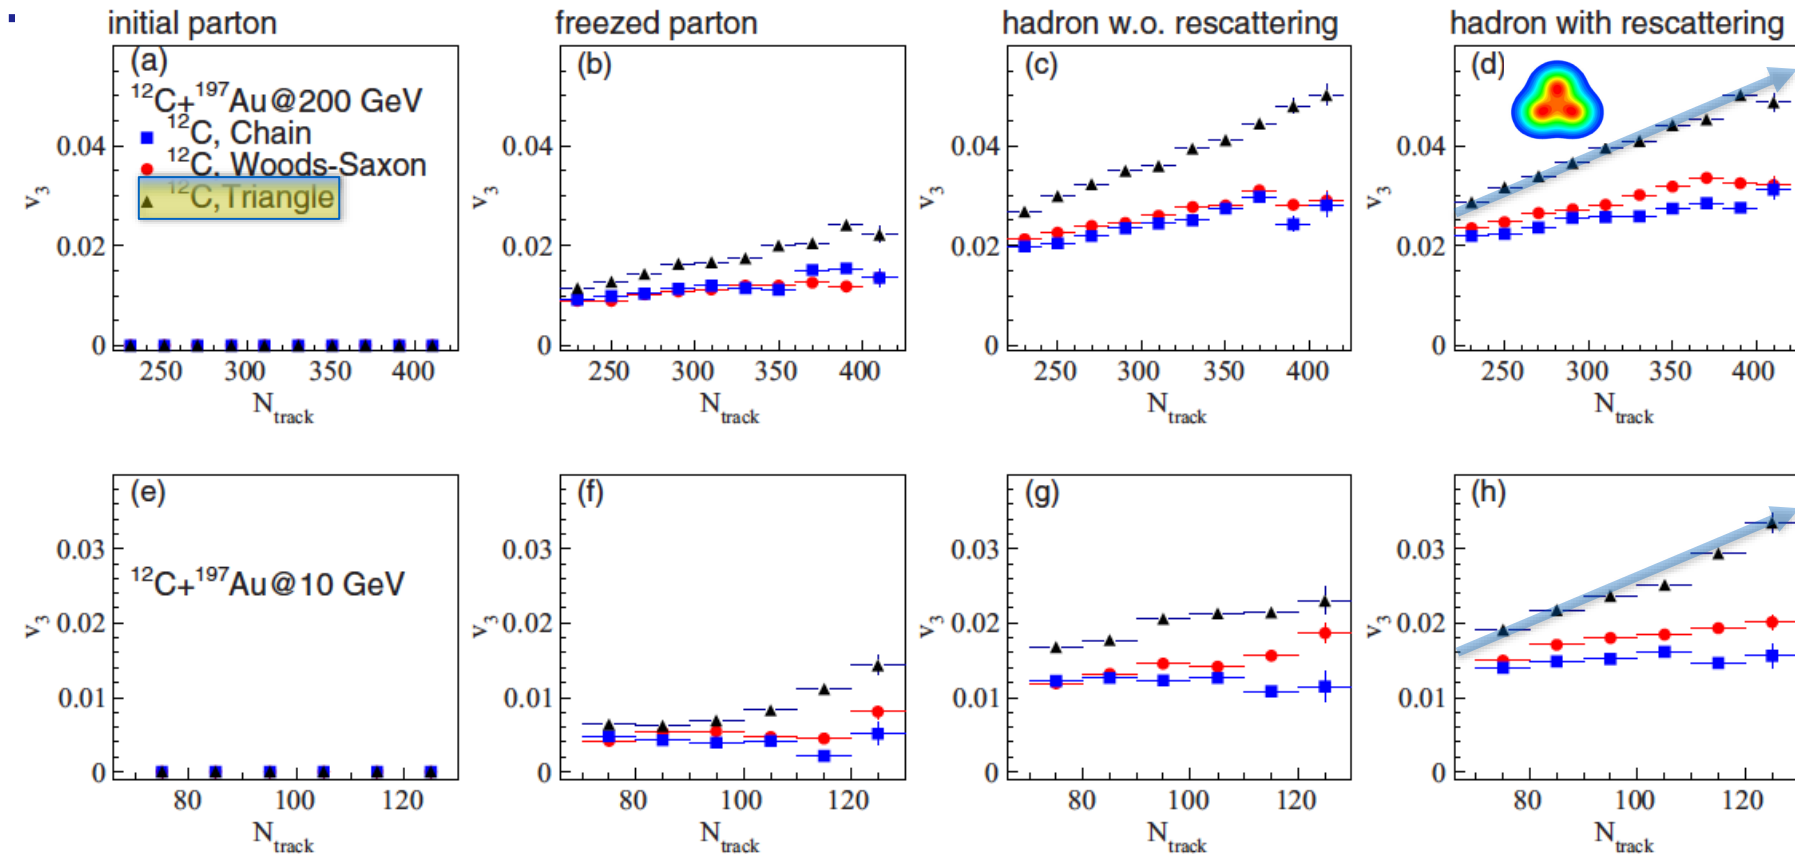 initial parton freezed parton hadron w.o. rescattering hadron with rescattering
(a) (b) (c) (d)
¹²C+¹⁹⁷Au@200 GeV
¹²C, Chain
¹²C, Woods-Saxon
¹²C,Triangle
v₃ v₃ v₃ v₃
0.04 0.04 0.04 0.04
0.02 0.02 0.02 0.02
0 0 0 0
250 300 350 400 250 300 350 400 250 300 350 400 250 300 350 400
N_track N_track N_track N_track
(e) (f) (g) (h)
¹²C+¹⁹⁷Au@10 GeV
v₃ v₃ v₃ v₃
0.03 0.03 0.03 0.03
0.02 0.02 0.02 0.02
0.01 0.01 0.01 0.01
0 0 0 0
80 100 120 80 100 120 80 100 120 80 100 120
N_track N_track N_track N_track